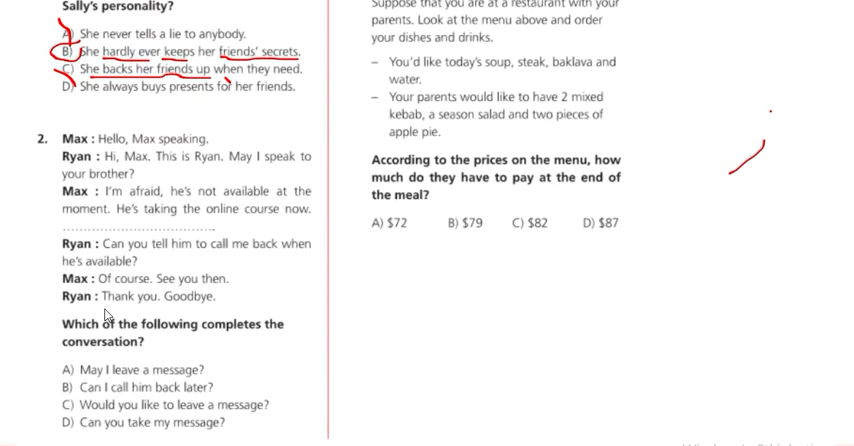 Sally's personality?
A) She never tells a lie to anybody.
B) She hardly ever keeps her friends' secrets.
C) She backs her friends up when they need.
D) She always buys presents for her friends.
2. Max : Hello, Max speaking.
Ryan : Hi, Max. This is Ryan. May I speak to
your brother?
Max : I'm afraid, he's not available at the
moment. He's taking the online course now.
.......................................
Ryan : Can you tell him to call me back when
he's available?
Max : Of course. See you then.
Ryan : Thank you. Goodbye.
Which of the following completes the
conversation?
A) May I leave a message?
B) Can I call him back later?
C) Would you like to leave a message?
D) Can you take my message?
Suppose that you are at a restaurant with your
parents. Look at the menu above and order
your dishes and drinks.
– You'd like today's soup, steak, baklava and
water.
– Your parents would like to have 2 mixed
kebab, a season salad and two pieces of
apple pie.
According to the prices on the menu, how
much do they have to pay at the end of
the meal?
A) $72 B) $79 C) $82 D) $87